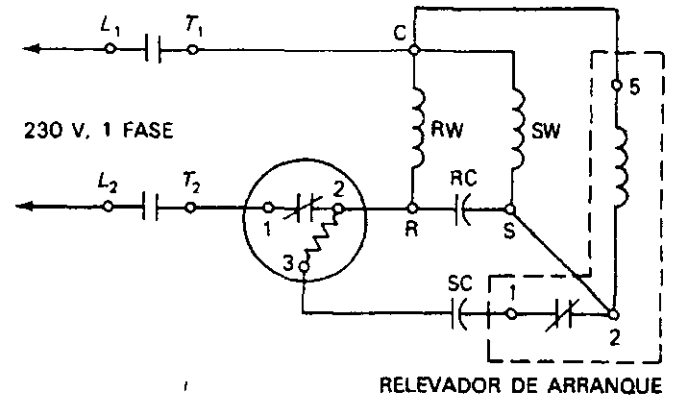 L₁ T₁ C
5
230 V, 1 FASE
RW SW
RC
L₂ T₂ 1 2 R S
3
SC 1
2
RELEVADOR DE ARRANQUE